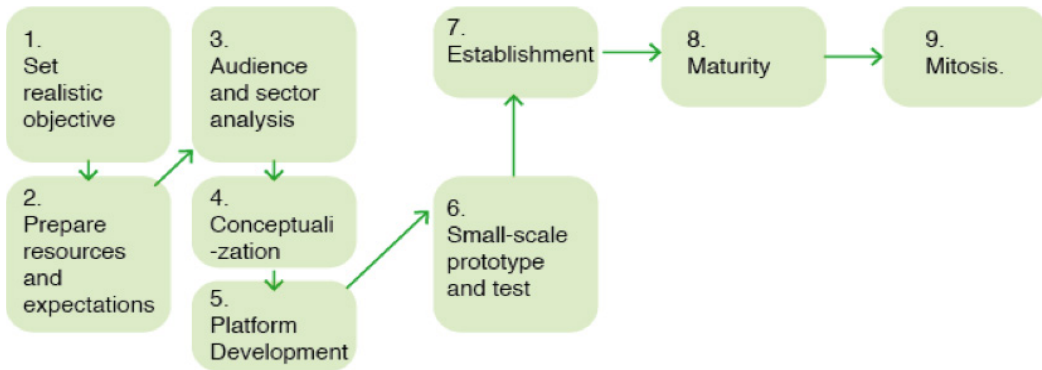 1.
Set
realistic
objective
2.
Prepare
resources
and
expectations
3.
Audience
and sector
analysis
4.
Conceptuali
-zation
5.
Platform
Development
6.
Small-scale
prototype
and test
7.
Establishment
8.
Maturity
9.
Mitosis.